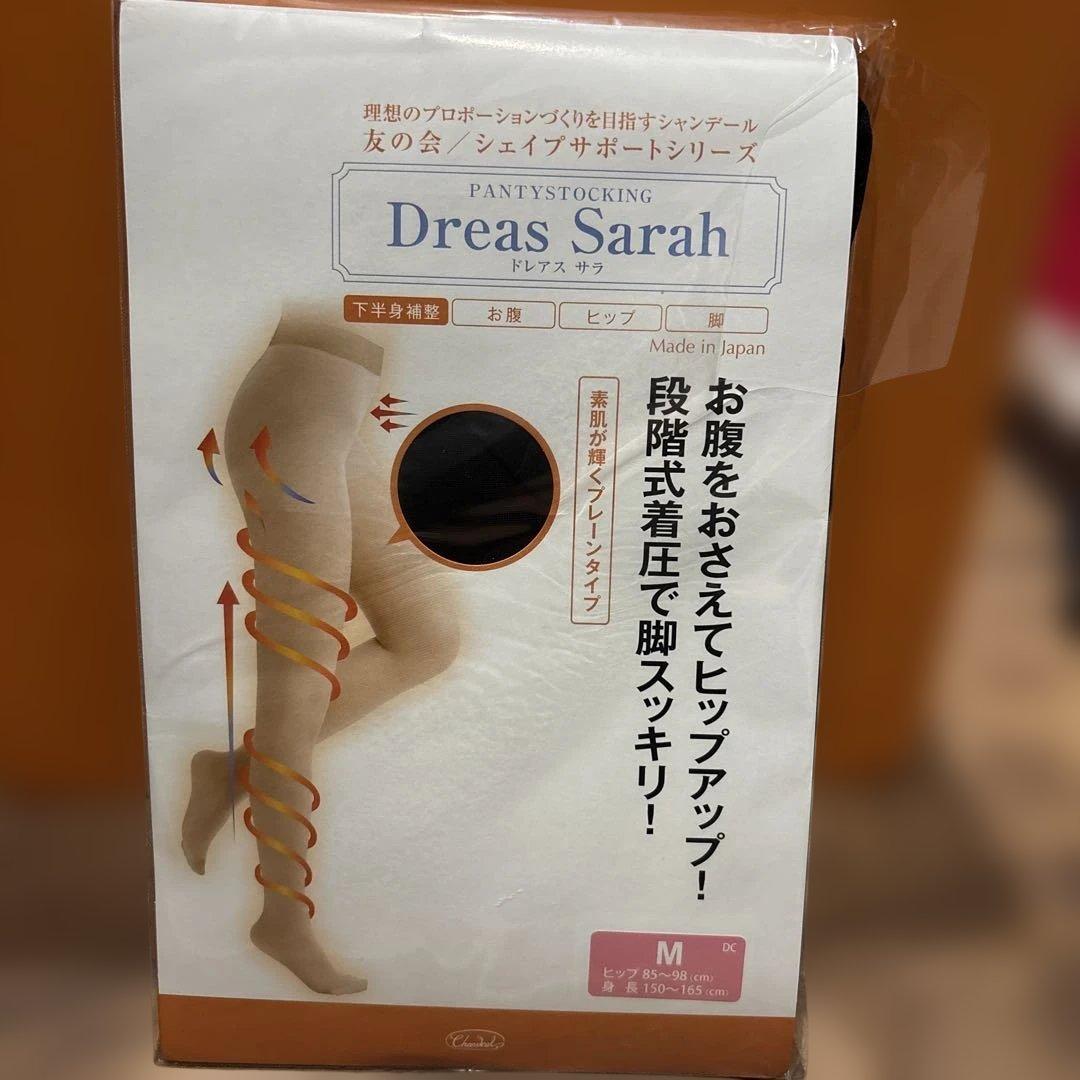 理想のプロポーションづくりを目指すシャンデール
友の会/シェイプサポートシリーズ
PANTYSTOCKING
Dreas Sarah
ドレアス サラ
下半身補整 お腹 ヒップ 脚
Made in Japan
お腹をおさえてヒップアップ!
段階式着圧で脚スッキリ!
素肌が輝くプレーンタイプ
M DC
ヒップ 85〜98(cm)
身 長 150〜165(cm)